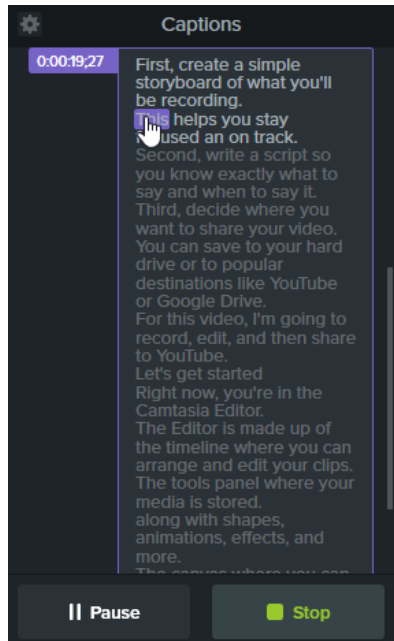 Captions
0:00:19;27
First, create a simple
storyboard of what you'll
be recording.
This helps you stay
used an on track.
Second, write a script so
you know exactly what to
say and when to say it.
Third, decide where you
want to share your video.
You can save to your hard
drive or to popular
destinations like YouTube
or Google Drive.
For this video, I'm going to
record, edit, and then share
to YouTube.
Let's get started
Right now, you're in the
Camtasia Editor.
The Editor is made up of
the timeline where you can
arrange and edit your clips.
The tools panel where your
media is stored.
along with shapes,
animations, effects, and
more.
The canvas where you can
Pause
Stop